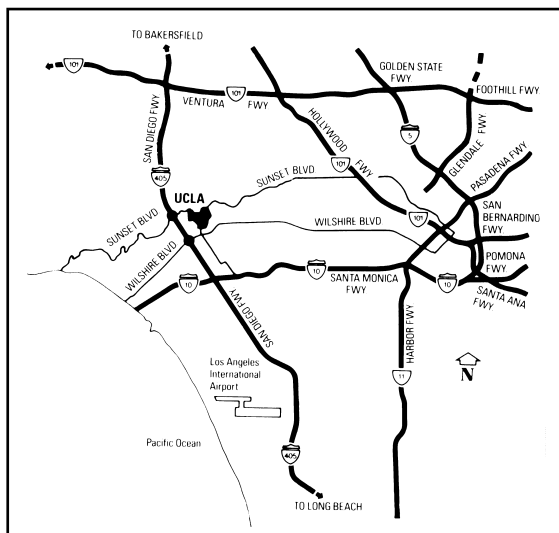 TO BAKERSFIELD
101
VENTURA
101
FWY
GOLDEN STATE
FWY
FOOTHILL FWY
SAN DIEGO FWY
HOLLYWOOD
FWY
101
5
GLENDALE
FWY
PASADENA FWY
405
UCLA
SUNSET BLVD
SUNSET BLVD
WILSHIRE BLVD
101
SAN
BERNARDINO
FWY
WILSHIRE BLVD
10
10
SANTA MONICA
FWY
10
POMONA
FWY
SANTA ANA
FWY
SAN DIEGO FWY
HARBOR FWY
11
N
Los Angeles
International
Airport
Pacific Ocean
405
TO LONG BEACH